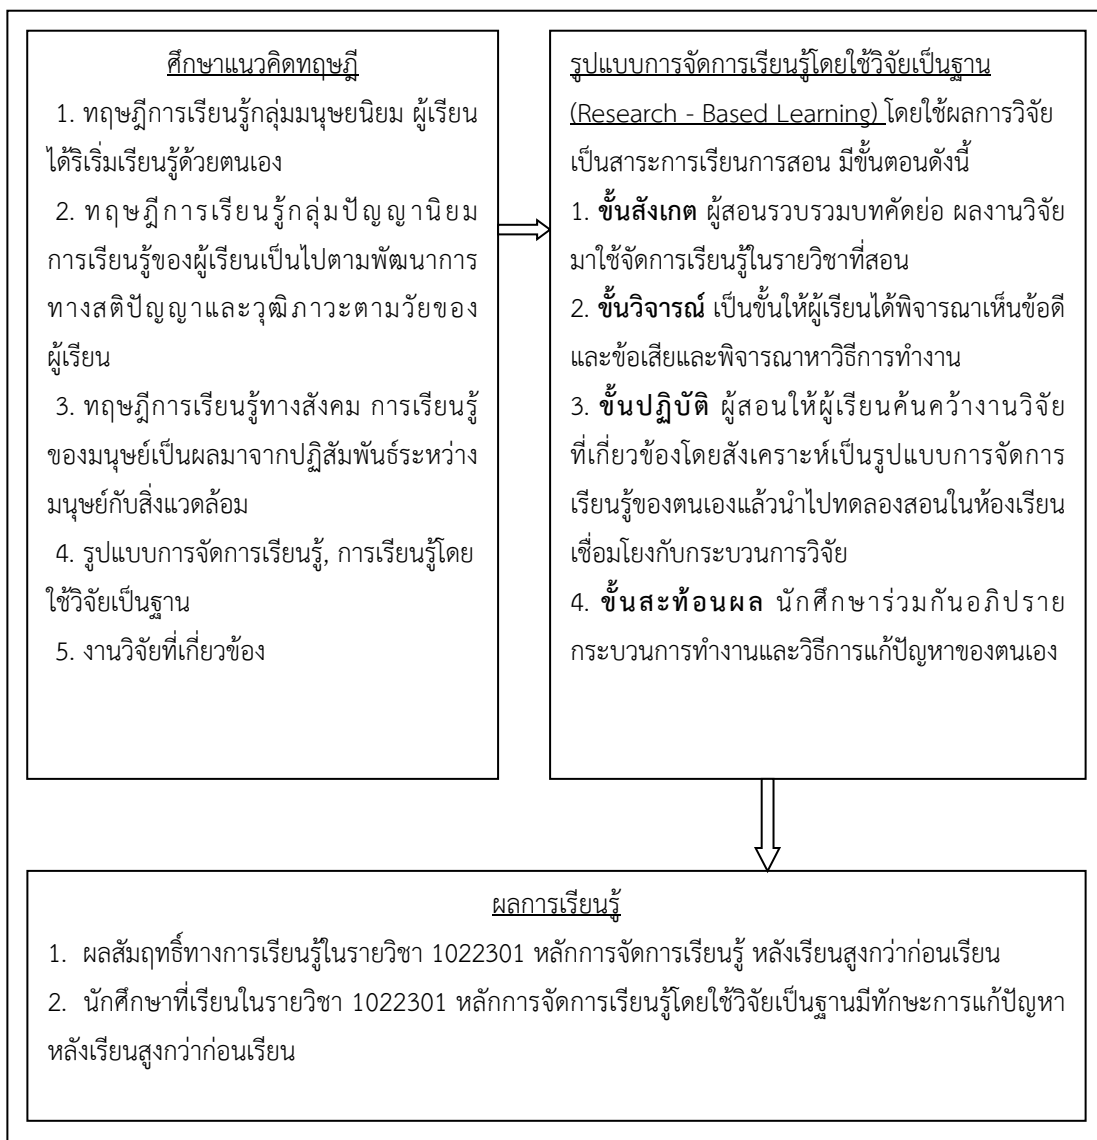 ศึกษาแนวคิดทฤษฎี
1. ทฤษฎีการเรียนรู้กลุ่มมนุษยนิยม ผู้เรียน
ได้ริเริ่มเรียนรู้ด้วยตนเอง
2. ทฤษฎีการเรียนรู้กลุ่มปัญญานิยม
การเรียนรู้ของผู้เรียนเป็นไปตามพัฒนาการ
ทางสติปัญญาและวุฒิภาวะตามวัยของ
ผู้เรียน
3. ทฤษฎีการเรียนรู้ทางสังคม การเรียนรู้
ของมนุษย์เป็นผลมาจากปฏิสัมพันธ์ระหว่าง
มนุษย์กับสิ่งแวดล้อม
4. รูปแบบการจัดการเรียนรู้, การเรียนรู้โดย
ใช้วิจัยเป็นฐาน
5. งานวิจัยที่เกี่ยวข้อง
รูปแบบการจัดการเรียนรู้โดยใช้วิจัยเป็นฐาน
(Research - Based Learning) โดยใช้ผลการวิจัย
เป็นสาระการเรียนการสอน มีขั้นตอนดังนี้
1. ขั้นสังเกต ผู้สอนรวบรวมบทคัดย่อ ผลงานวิจัย
มาใช้จัดการเรียนรู้ในรายวิชาที่สอน
2. ขั้นวิจารณ์ เป็นขั้นให้ผู้เรียนได้พิจารณาเห็นข้อดี
และข้อเสียและพิจารณาหาวิธีการทำงาน
3. ขั้นปฏิบัติ ผู้สอนให้ผู้เรียนค้นคว้างานวิจัย
ที่เกี่ยวข้องโดยสังเคราะห์เป็นรูปแบบการจัดการ
เรียนรู้ของตนเองแล้วนำไปทดลองสอนในห้องเรียน
เชื่อมโยงกับกระบวนการวิจัย
4. ขั้นสะท้อนผล นักศึกษาร่วมกันอภิปราย
กระบวนการทำงานและวิธีการแก้ปัญหาของตนเอง
ผลการเรียนรู้
1. ผลสัมฤทธิ์ทางการเรียนรู้ในรายวิชา 1022301 หลักการจัดการเรียนรู้ หลังเรียนสูงกว่าก่อนเรียน
2. นักศึกษาที่เรียนในรายวิชา 1022301 หลักการจัดการเรียนรู้โดยใช้วิจัยเป็นฐานมีทักษะการแก้ปัญหา
หลังเรียนสูงกว่าก่อนเรียน